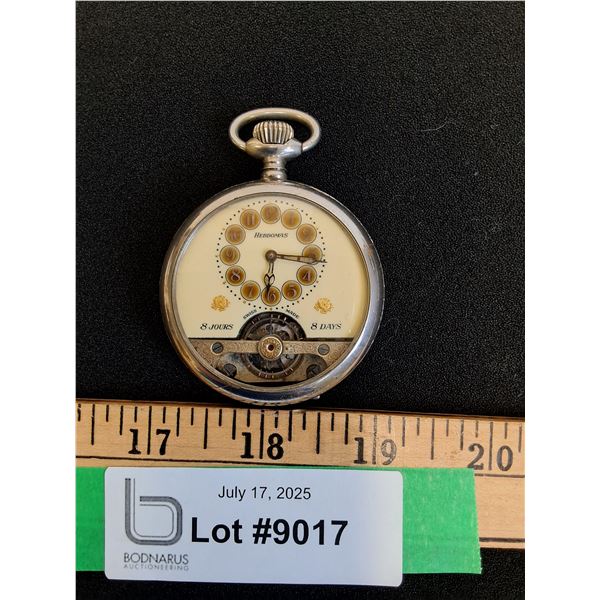 HEBDOMAS
8 JOURS
SWISS MADE
8 DAYS
17 18 19 20
July 17, 2025
Lot #9017
b
BODNARUS
AUCTIONEERING